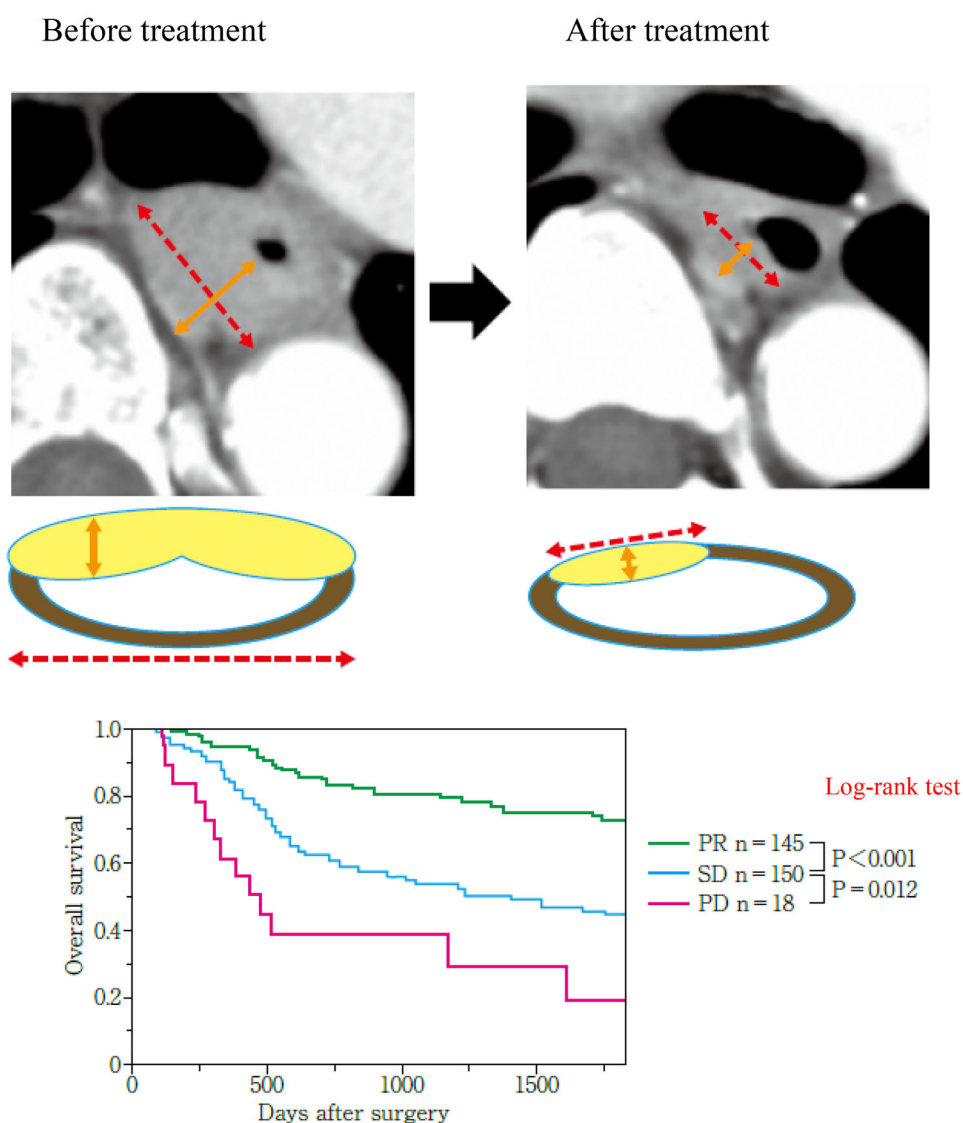 Before treatment
After treatment
1.0
0.8
0.6
0.4
0.2
0
Overall survival
0
500
1000
1500
Days after surgery
Log-rank test
PR n=145
SD n=150
PD n=18
P<0.001
P=0.012